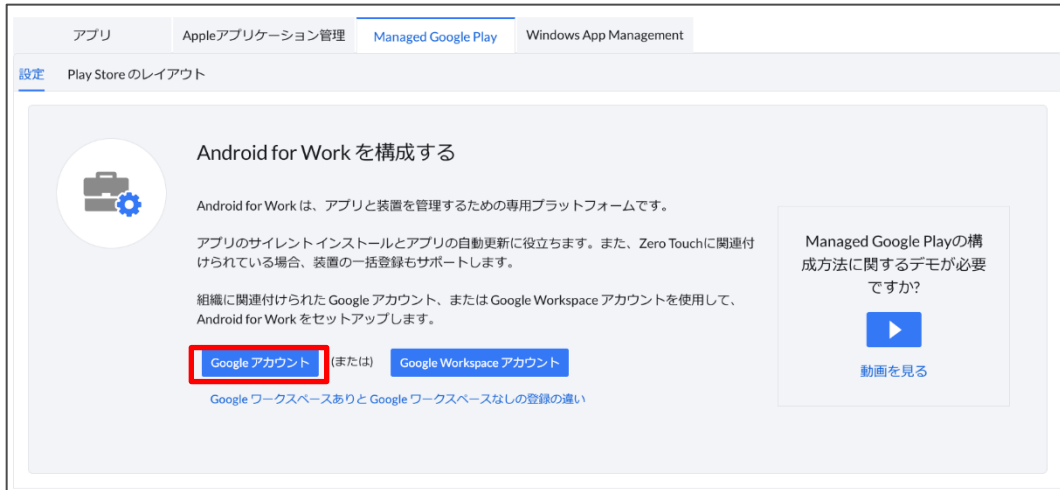 アプリ
Appleアプリケーション管理
Managed Google Play
Windows App Management
設定
Play Store のレイアウト
Android for Work を構成する
Android for Work は、アプリと装置を管理するための専用プラットフォームです。
アプリのサイレント インストールとアプリの自動更新に役立ちます。また、Zero Touchに関連付
けられている場合、装置の一括登録もサポートします。
組織に関連付けられた Google アカウント、または Google Workspace アカウントを使用して、
Android for Work をセットアップします。
Google アカウント (または) Google Workspace アカウント
Google ワークスペースありと Google ワークスペースなしの登録の違い
Managed Google Playの構
成方法に関するデモが必要
ですか?
動画を見る